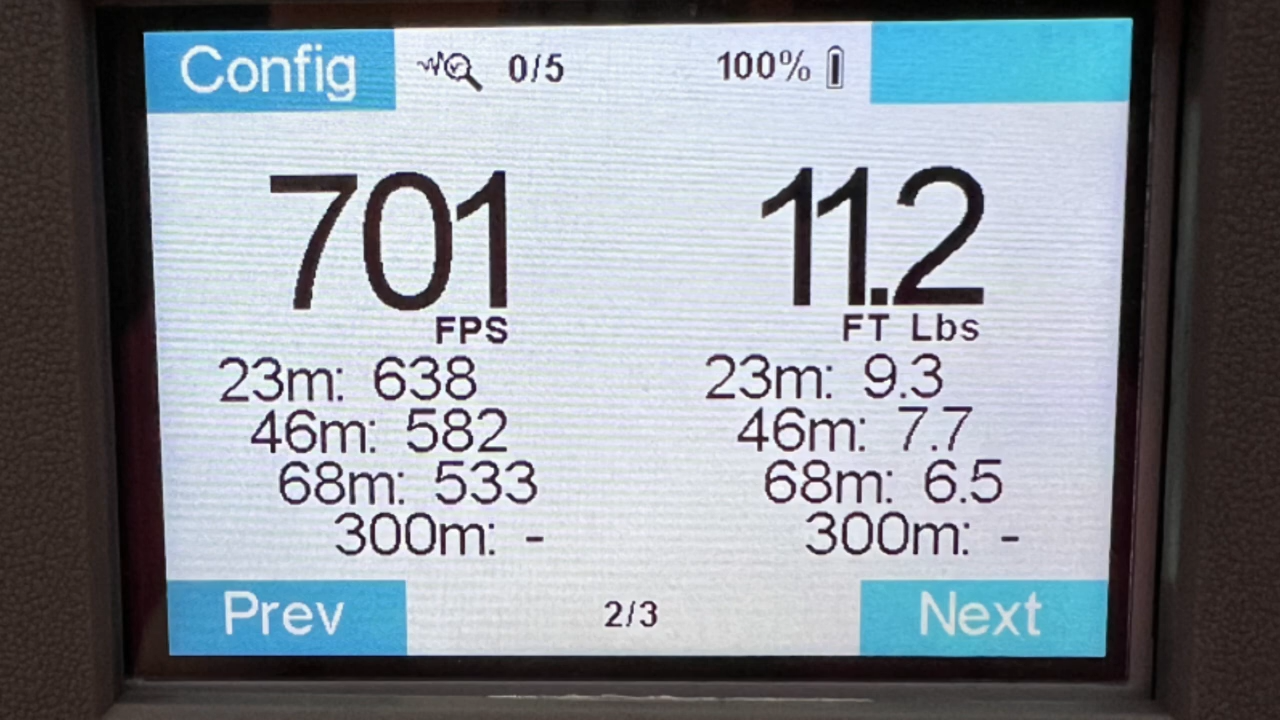 Config 0/5 100%
701 11.2
FPS FT Lbs
23m: 638 23m: 9.3
46m: 582 46m: 7.7
68m: 533 68m: 6.5
300m: - 300m: -
Prev 2/3 Next